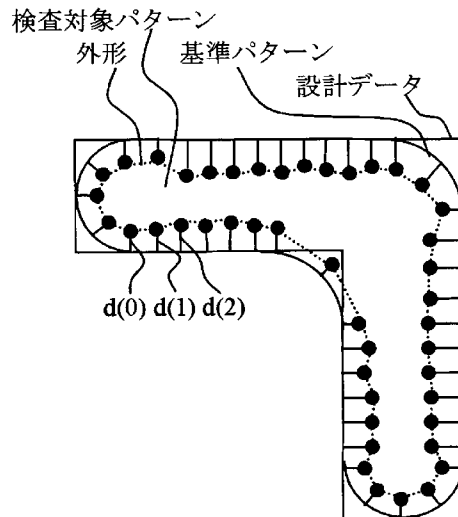 検査対象パターン
外形
基準パターン
設計データ
d(0) d(1) d(2)